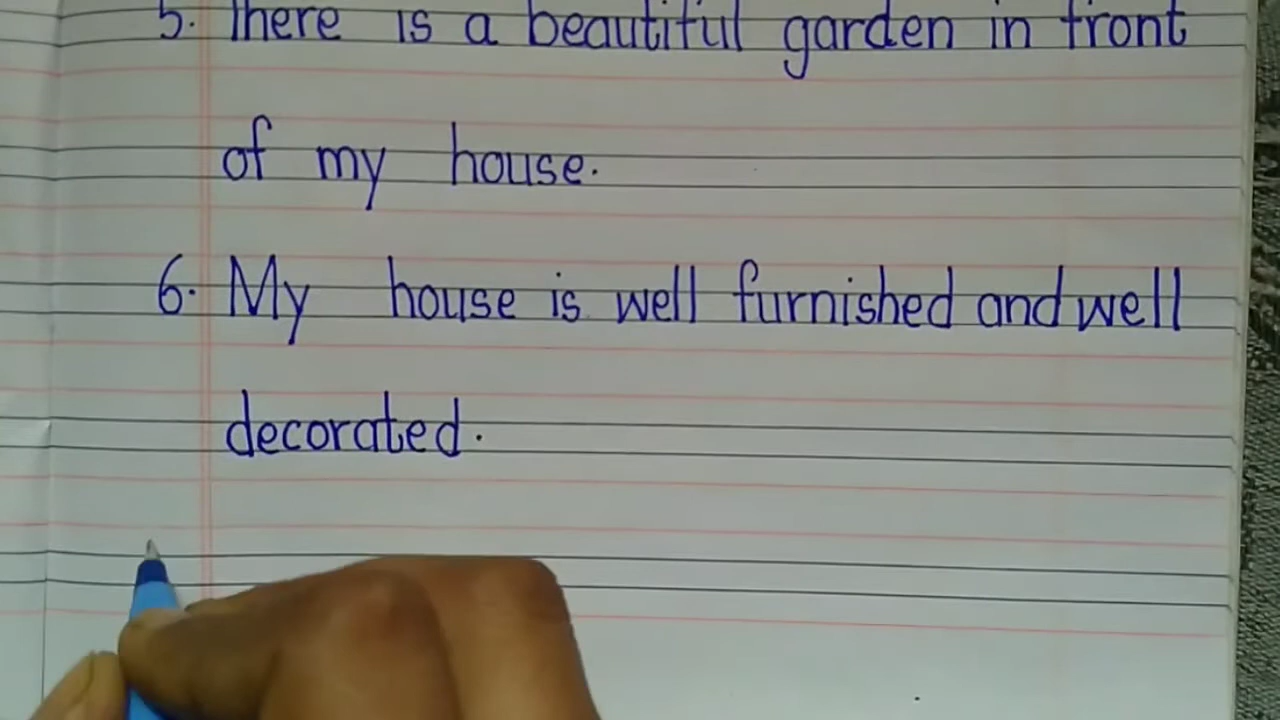 5. There is a beautiful garden in front
of my house.
6. My house is well furnished and well
decorated.